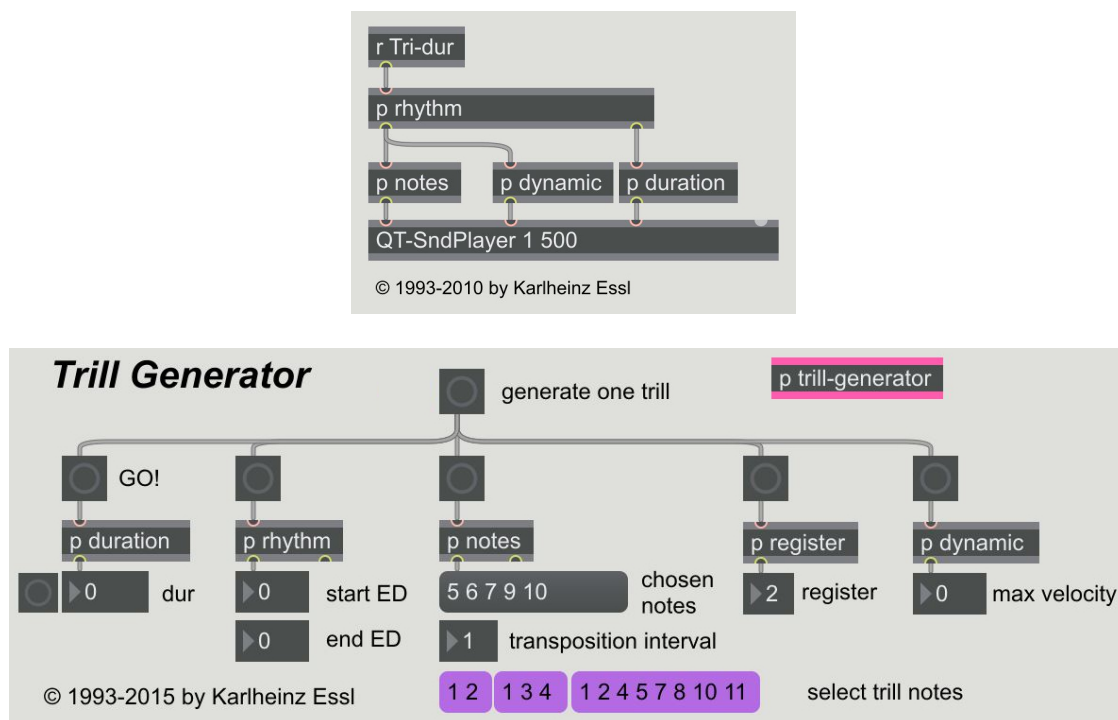 r Tri-dur
p rhythm
p notes p dynamic p duration
QT-SndPlayer 1 500
© 1993-2010 by Karlheinz Essl
Trill Generator
generate one trill
p trill-generator
GO!
p duration p rhythm p notes p register p dynamic
0 dur 0 start ED 5 6 7 9 10 chosen notes 2 register 0 max velocity
0 end ED 1 transposition interval
© 1993-2015 by Karlheinz Essl 1 2 1 3 4 1 2 4 5 7 8 10 11 select trill notes